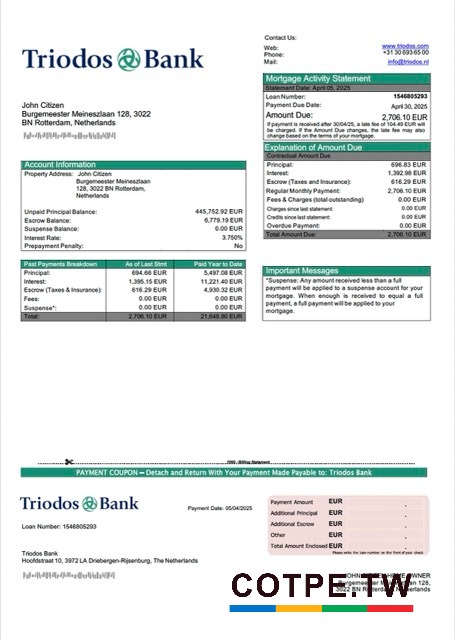 Triodos Bank
Contact Us:
Web: www.triodos.com
Phone: +31 30 693 65 00
Mail: info@triodos.nl
John Citizen
Burgemeester Meineszlaan 128, 3022
BN Rotterdam, Netherlands
Mortgage Activity Statement
Statement Date: April 05, 2025
Loan Number: 1546805293
Payment Due Date: April 30, 2025
Amount Due: 2,706.10 EUR
If payment is received after 30/04/25, a late fee of 104.49 EUR will
be charged. If the Amount Due changes, the late fee may also
change based on the terms of your mortgage.
Explanation of Amount Due
Contractual Amount Due
Principal: 696.83 EUR
Interest: 1,392.98 EUR
Escrow (Taxes and Insurance): 616.29 EUR
Regular Monthly Payment: 2,706.10 EUR
Fees & Charges (total-outstanding) 0.00 EUR
Charges since last statement: 0.00 EUR
Credits since last statement: 0.00 EUR
Overdue Payment: 0.00 EUR
Total Amount Due: 2,706.10 EUR
Account Information
Property Address: John Citizen
Burgemeester Meineszlaan
128, 3022 BN Rotterdam,
Netherlands
Unpaid Principal Balance: 445,752.92 EUR
Escrow Balance: 6,779.19 EUR
Suspense Balance: 0.00 EUR
Interest Rate: 3.750%
Prepayment Penalty: No
Past Payments Breakdown As of Last Stmt Paid Year to Date
Principal: 694.66 EUR 5,497.08 EUR
Interest: 1,395.15 EUR 11,221.40 EUR
Escrow (Taxes & Insurance): 616.29 EUR 4,930.32 EUR
Fees: 0.00 EUR 0.00 EUR
Suspense*: 0.00 EUR 0.00 EUR
Total: 2,706.10 EUR 21,648.80 EUR
Important Messages
*Suspense: Any amount received less than a full
payment will be applied to a suspense account for your
mortgage. When enough is received to equal a full
payment, a full payment will be applied to your
mortgage.
Billing Statement
PAYMENT COUPON – Detach and Return With Your Payment Made Payable to: Triodos Bank
Triodos Bank
Payment Date: 05/04/2025
Loan Number: 1546805293
Payment Amount EUR
Additional Principal EUR
Additional Escrow EUR
Other EUR
Total Amount Enclosed EUR
Please write the loan number on the front of your check.
Triodos Bank
Hoofdstraat 10, 3972 LA Driebergen-Rijsenburg, The Netherlands
COTPE.TW